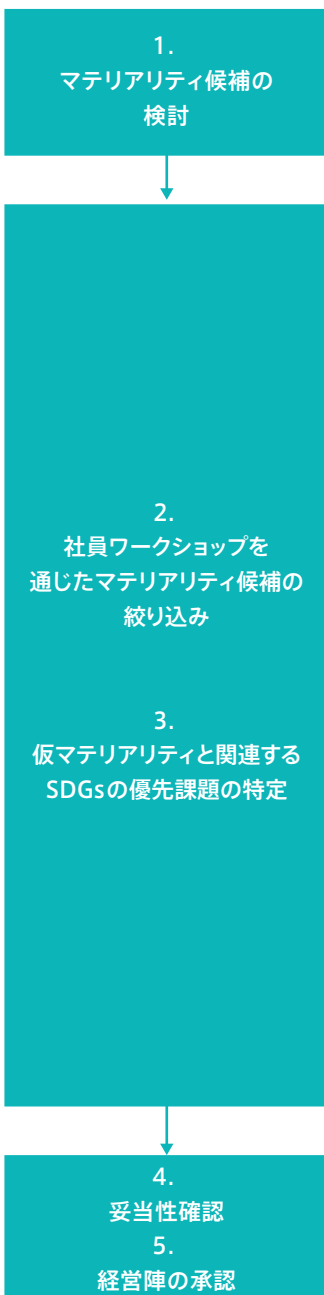 1.
マテリアリティ候補の
検討
2.
社員ワークショップを
通じたマテリアリティ候補の
絞り込み
3.
仮マテリアリティと関連する
SDGsの優先課題の特定
4.
妥当性確認
5.
経営陣の承認